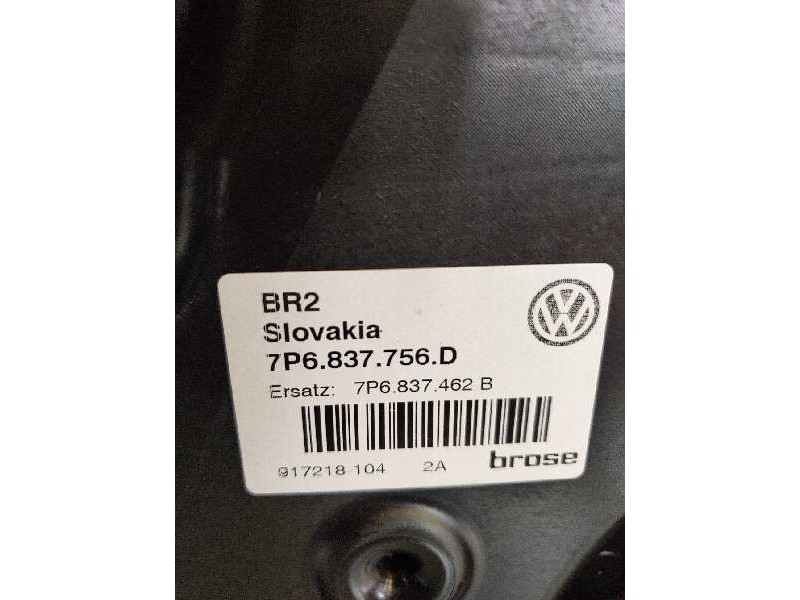 BR2
Slovakia
7P6.837.756.D
Ersatz: 7P6.837.462 B
917218 104 2A brose